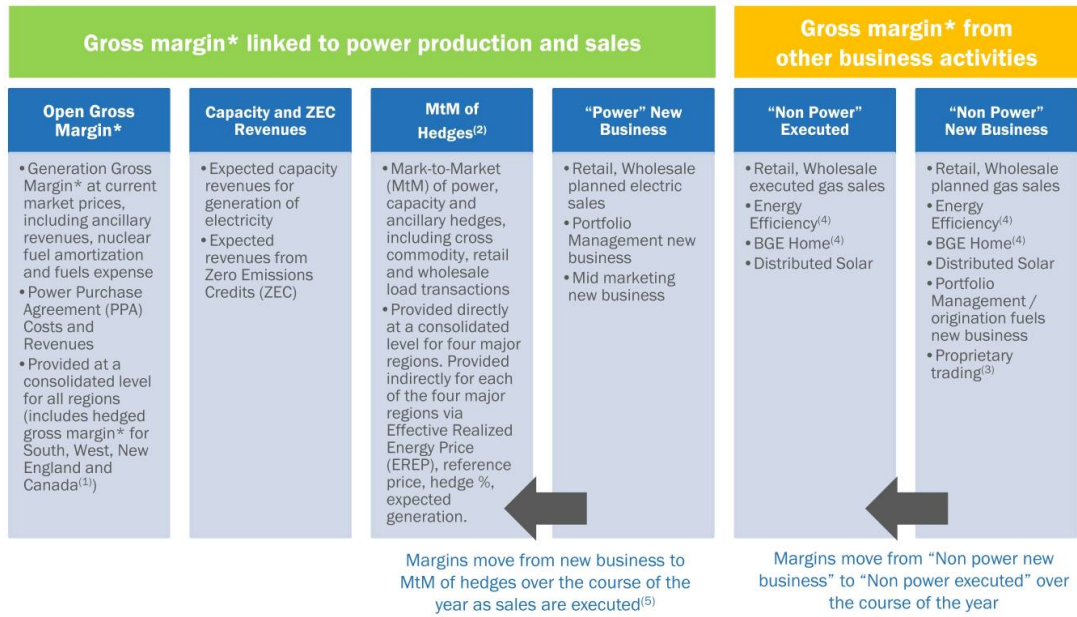 Gross margin* linked to power production and sales
Gross margin* from
other business activities
Open Gross
Margin*
• Generation Gross
Margin* at current
market prices,
including ancillary
revenues, nuclear
fuel amortization
and fuels expense
• Power Purchase
Agreement (PPA)
Costs and
Revenues
• Provided at a
consolidated level
for all regions
(includes hedged
gross margin* for
South, West, New
England and
Canada(1))
Capacity and ZEC
Revenues
• Expected capacity
revenues for
generation of
electricity
• Expected
revenues from
Zero Emissions
Credits (ZEC)
MtM of
Hedges(2)
• Mark-to-Market
(MtM) of power,
capacity and
ancillary hedges,
including cross
commodity, retail
and wholesale
load transactions
• Provided directly
at a consolidated
level for four major
regions. Provided
indirectly for each
of the four major
regions via
Effective Realized
Energy Price
(EREP), reference
price, hedge %,
expected
generation.
“Power” New
Business
• Retail, Wholesale
planned electric
sales
• Portfolio
Management new
business
• Mid marketing
new business
“Non Power”
Executed
• Retail, Wholesale
executed gas sales
• Energy
Efficiency(4)
• BGE Home(4)
• Distributed Solar
“Non Power”
New Business
• Retail, Wholesale
planned gas sales
• Energy
Efficiency(4)
• BGE Home(4)
• Distributed Solar
• Portfolio
Management /
origination fuels
new business
• Proprietary
trading(3)
Margins move from new business to
MtM of hedges over the course of the
year as sales are executed(5)
Margins move from “Non power new
business” to “Non power executed” over
the course of the year